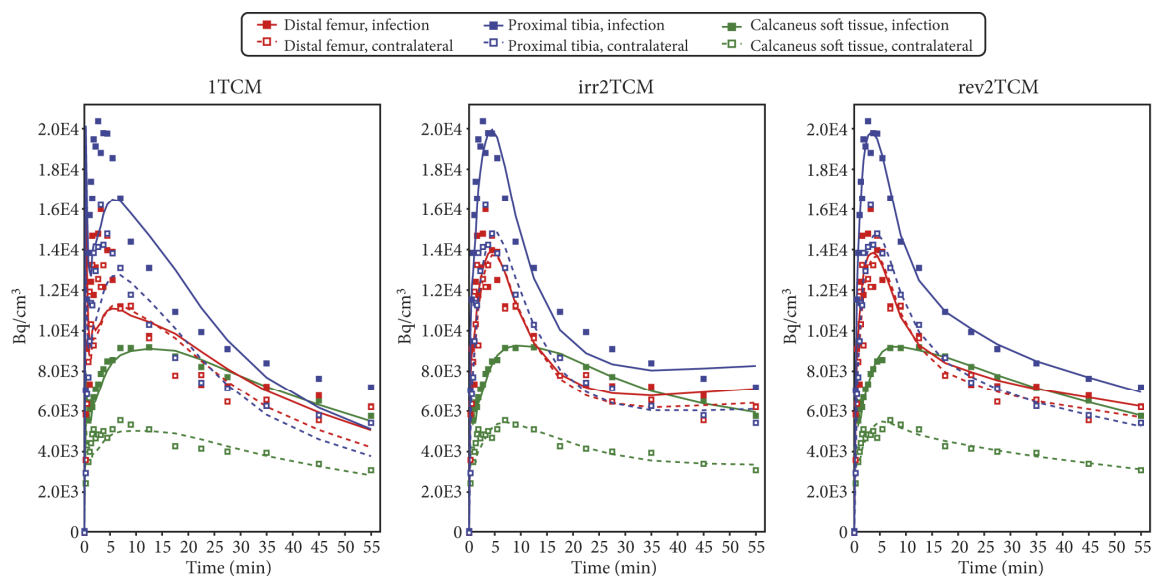 Distal femur, infection Proximal tibia, infection Calcaneus soft tissue, infection
Distal femur, contralateral Proximal tibia, contralateral Calcaneus soft tissue, contralateral
1TCM irr2TCM rev2TCM
2.0E4 2.0E4 2.0E4
1.8E4 1.8E4 1.8E4
1.6E4 1.6E4 1.6E4
1.4E4 1.4E4 1.4E4
1.2E4 1.2E4 1.2E4
1.0E4 1.0E4 1.0E4
8.0E3 8.0E3 8.0E3
6.0E3 6.0E3 6.0E3
4.0E3 4.0E3 4.0E3
2.0E3 2.0E3 2.0E3
0 0 0
Bq/cm³ Bq/cm³ Bq/cm³
0 5 10 15 20 25 30 35 40 45 50 55 0 5 10 15 20 25 30 35 40 45 50 55 0 5 10 15 20 25 30 35 40 45 50 55
Time (min) Time (min) Time (min)